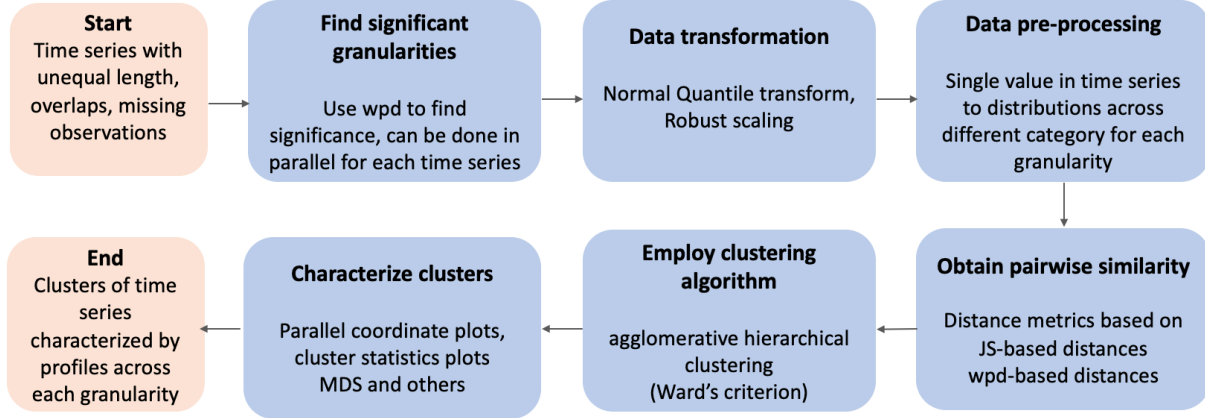 Start
Time series with
unequal length,
overlaps, missing
observations
Find significant
granularities
Use wpd to find
significance, can be done in
parallel for each time series
Data transformation
Normal Quantile transform,
Robust scaling
Data pre-processing
Single value in time series
to distributions across
different category for each
granularity
End
Clusters of time
series
characterized by
profiles across
each granularity
Characterize clusters
Parallel coordinate plots,
cluster statistics plots
MDS and others
Employ clustering
algorithm
agglomerative hierarchical
clustering
(Ward's criterion)
Obtain pairwise similarity
Distance metrics based on
JS-based distances
wpd-based distances